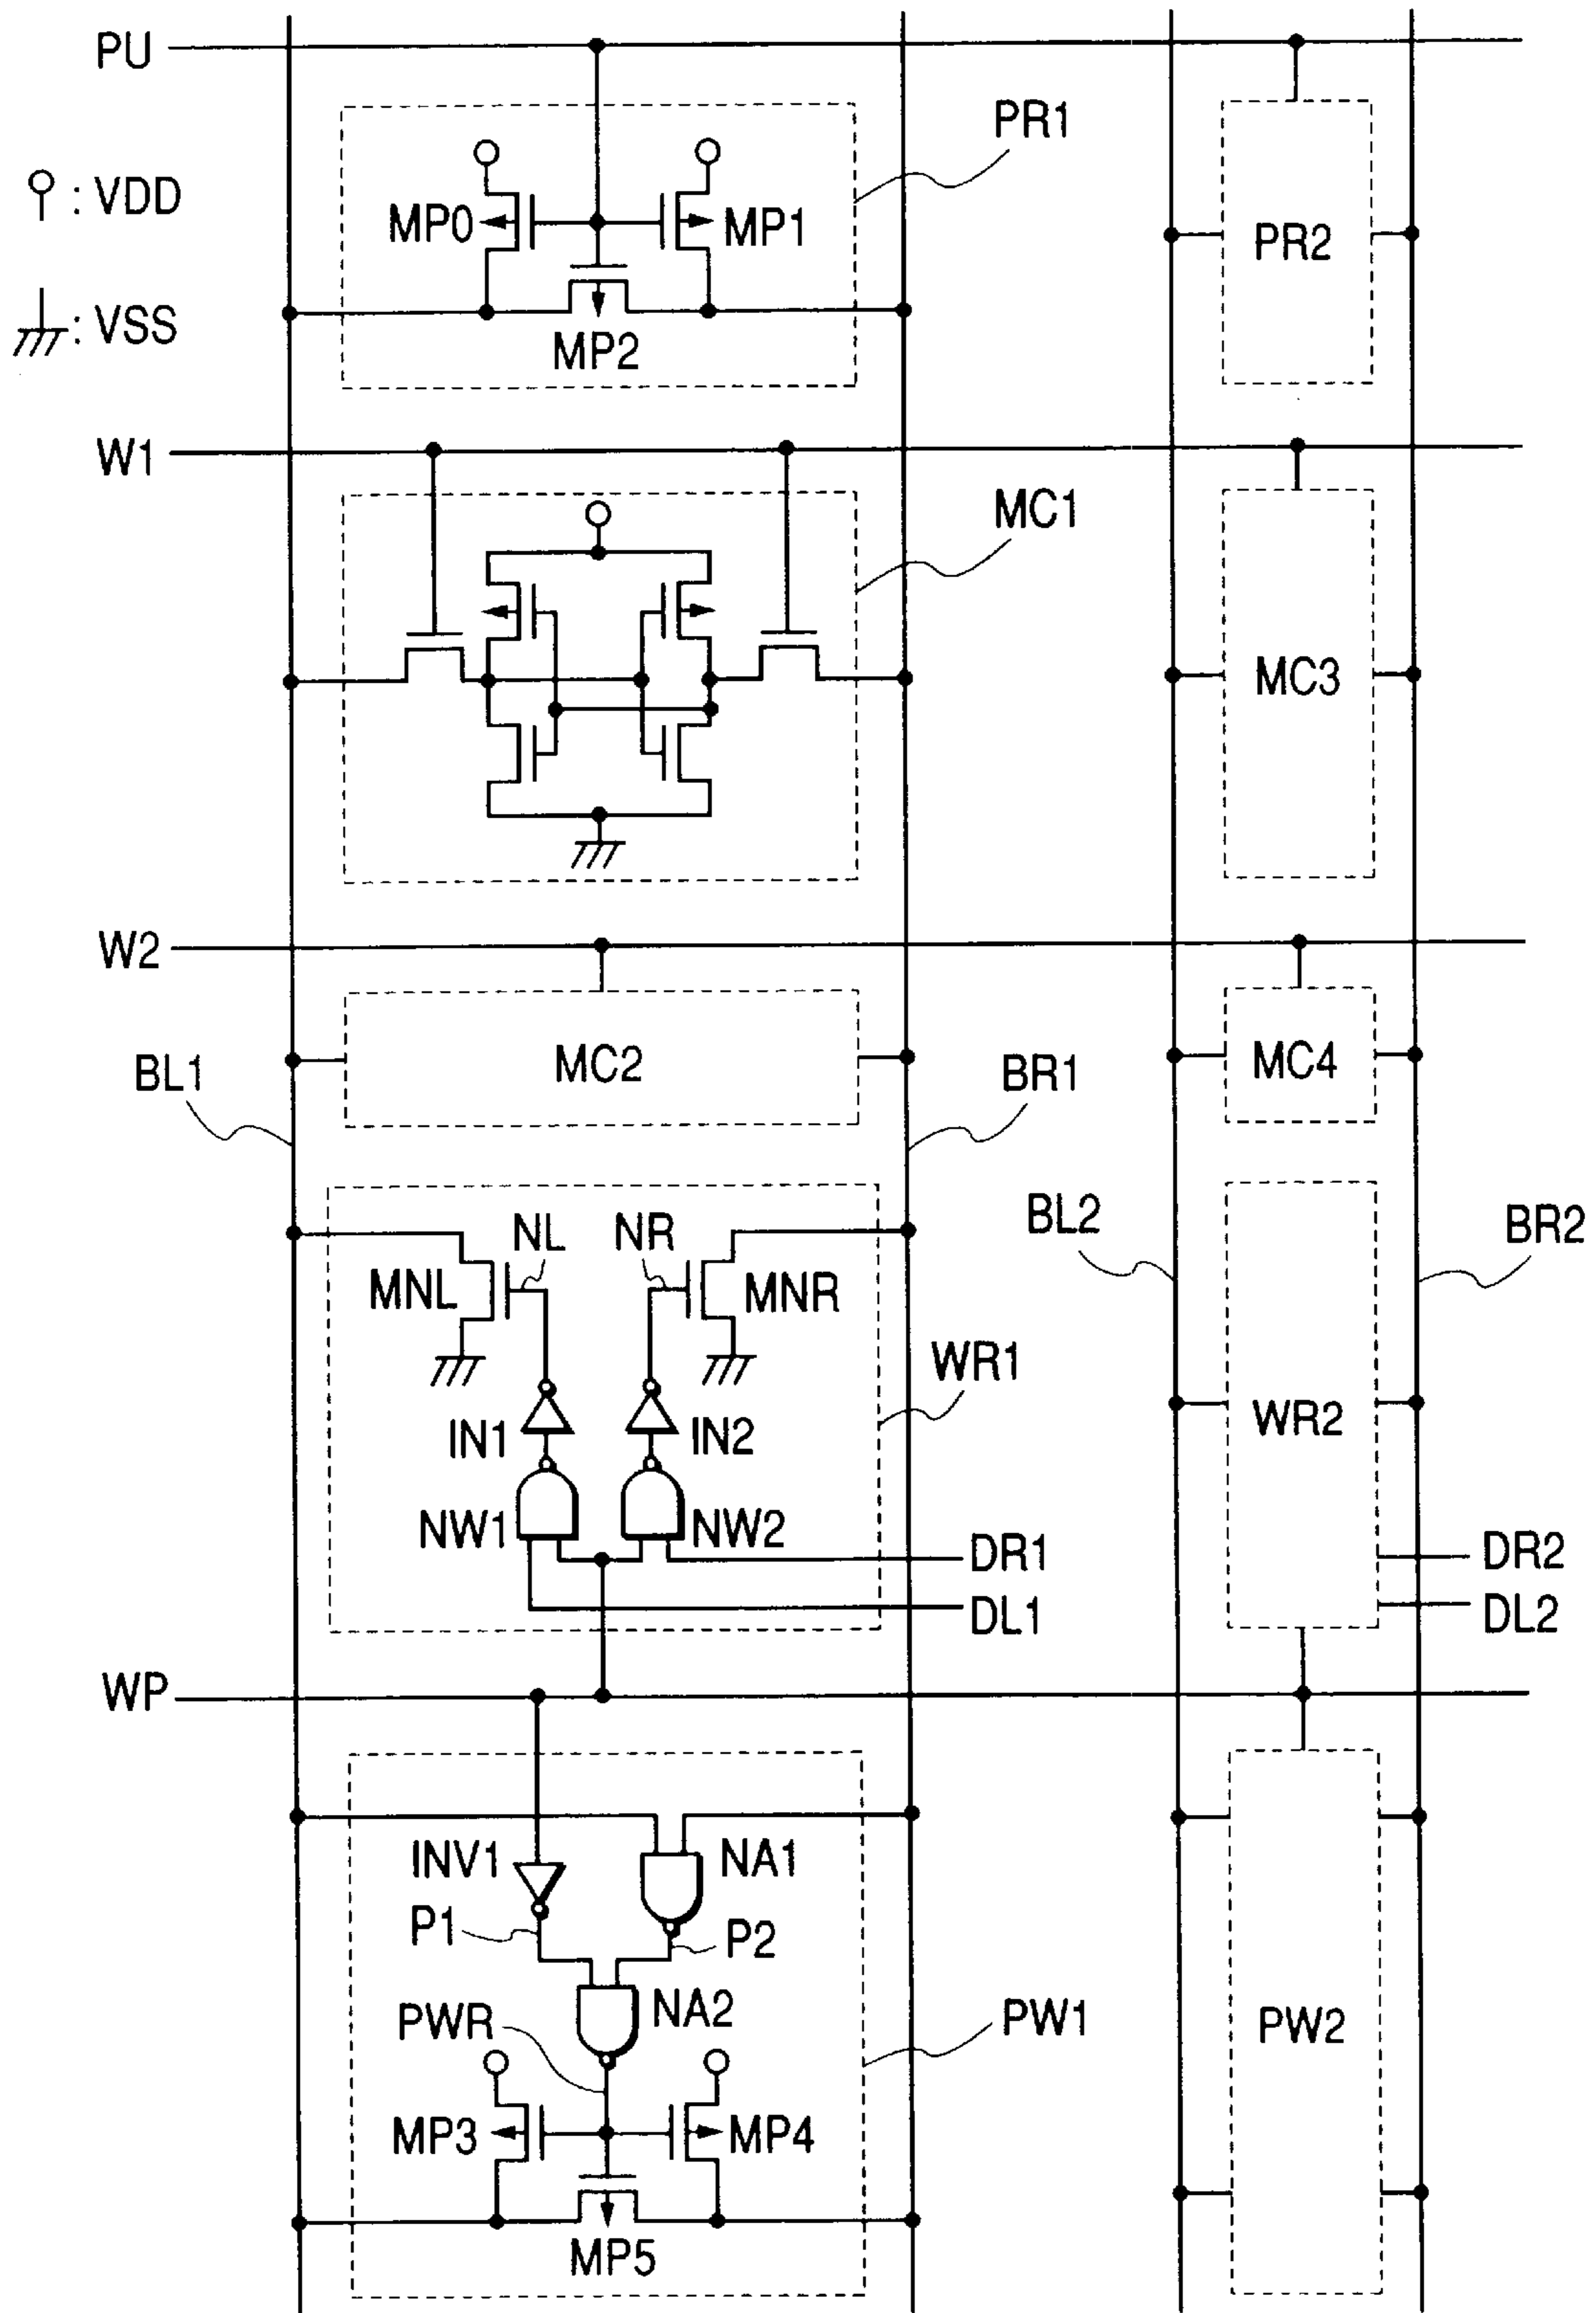 PU
PR1
: VDD
MP0
MP1
PR2
: VSS
MP2
W1
MC1
MC3
W2
MC2
MC4
BL1
BR1
NL
NR
BL2
BR2
MNL
MNR
WR1
IN1
IN2
WR2
NW1
NW2
DR1
DR2
DL1
DL2
WP
INV1
NA1
P1
P2
PWR
NA2
PW1
PW2
MP3
MP4
MP5